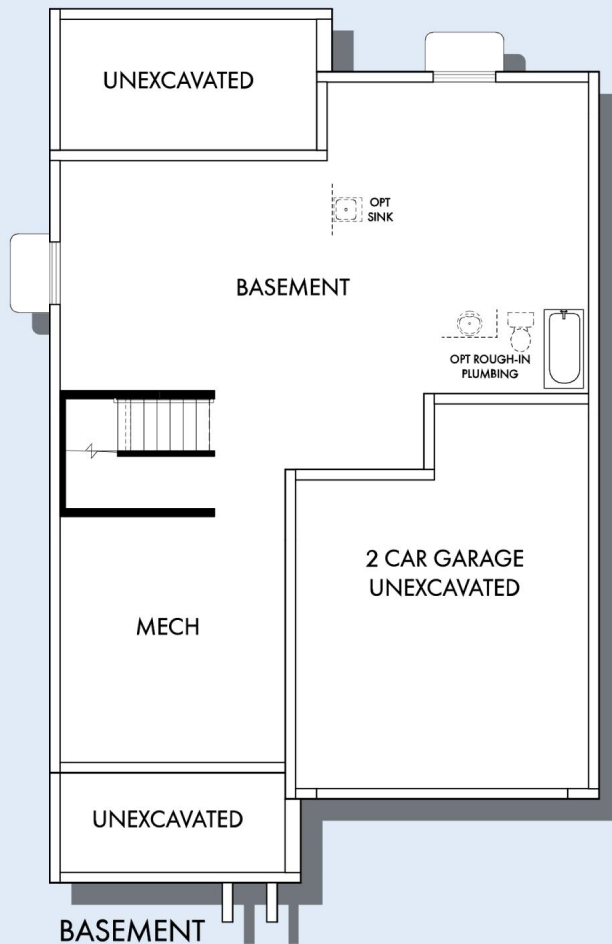 UNEXCAVATED
OPT
SINK
BASEMENT
OPT ROUGH-IN
PLUMBING
2 CAR GARAGE
UNEXCAVATED
MECH
UNEXCAVATED
BASEMENT